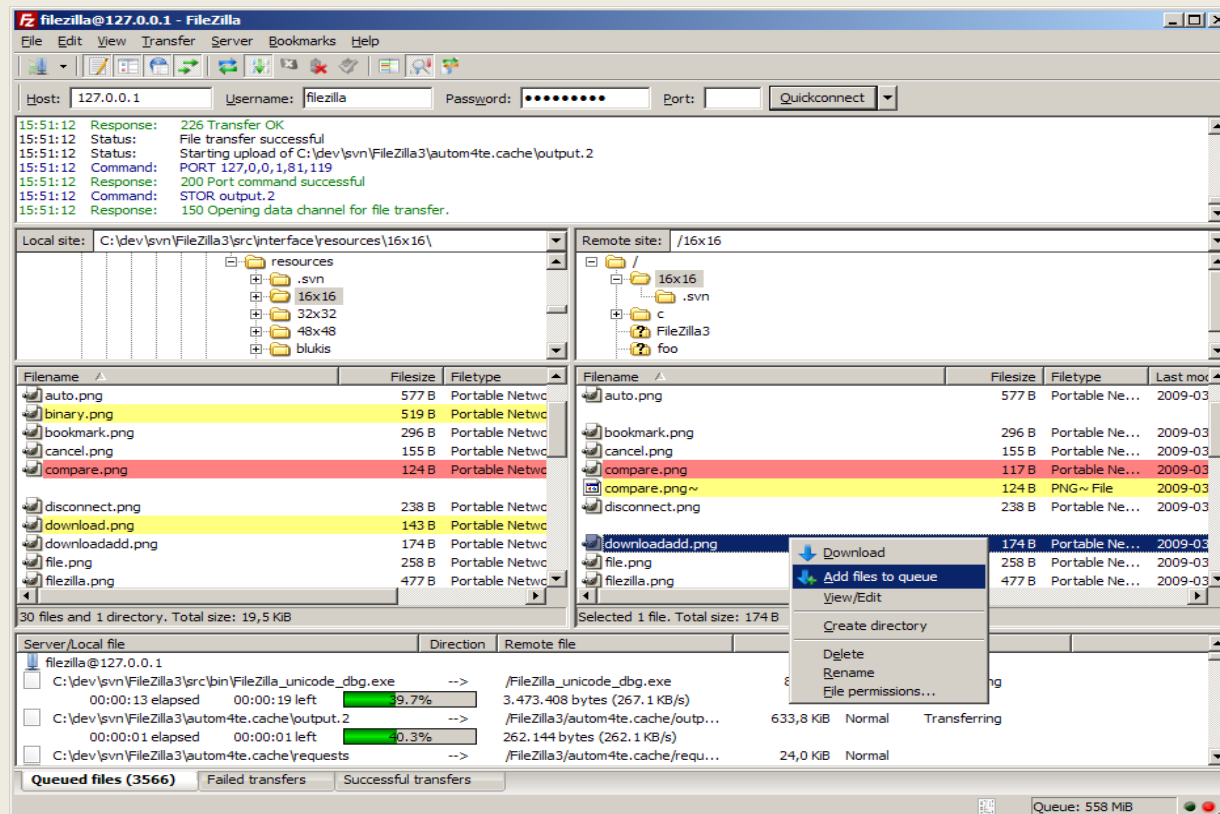 filezilla@127.0.0.1 - FileZilla
File Edit View Transfer Server Bookmarks Help
Host: 127.0.0.1 Username: filezilla Password: ●●●●●●●●● Port: Quickconnect
15:51:12 Response: 226 Transfer OK
15:51:12 Status: File transfer successful
15:51:12 Status: Starting upload of C:\dev\svn\FileZilla3\autom4te.cache\output.2
15:51:12 Command: PORT 127,0,0,1,81,119
15:51:12 Response: 200 Port command successful
15:51:12 Command: STOR output.2
15:51:12 Response: 150 Opening data channel for file transfer.
Local site: C:\dev\svn\FileZilla3\src\interface\resources\16x16\
resources
.svn
16x16
32x32
48x48
blukis
Remote site: /16x16
/
16x16
.svn
c
FileZilla3
foo
Filename Filesize Filetype
auto.png 577 B Portable Netwo
binary.png 519 B Portable Netwo
bookmark.png 296 B Portable Netwo
cancel.png 155 B Portable Netwo
compare.png 124 B Portable Netwo
disconnect.png 238 B Portable Netwo
download.png 143 B Portable Netwo
downloadadd.png 174 B Portable Netwo
file.png 258 B Portable Netwo
filezilla.png 477 B Portable Netwo
30 files and 1 directory. Total size: 19,5 KiB
Filename Filesize Filetype Last moc
auto.png 577 B Portable Ne... 2009-03
bookmark.png 296 B Portable Ne... 2009-03
cancel.png 155 B Portable Ne... 2009-03
compare.png 117 B Portable Ne... 2009-03
compare.png~ 124 B PNG~ File 2009-03
disconnect.png 238 B Portable Ne... 2009-03
downloadadd.png 174 B Portable Ne... 2009-03
file.png 258 B Portable Ne... 2009-03
filezilla.png 477 B Portable Ne... 2009-03
Selected 1 file. Total size: 174 B
Download
Add files to queue
View/Edit
Create directory
Delete
Rename
File permissions...
Server/Local file Direction Remote file
filezilla@127.0.0.1
C:\dev\svn\FileZilla3\src\bin\FileZilla_unicode_dbg.exe --> /FileZilla_unicode_dbg.exe
00:00:13 elapsed 00:00:19 left 39.7% 3.473.408 bytes (267.1 KB/s)
C:\dev\svn\FileZilla3\autom4te.cache\output.2 --> /FileZilla3/autom4te.cache/outp... 633,8 KiB Normal Transferring
00:00:01 elapsed 00:00:01 left 40.3% 262.144 bytes (262.1 KB/s)
C:\dev\svn\FileZilla3\autom4te.cache\requests --> /FileZilla3/autom4te.cache/requ... 24,0 KiB Normal
Queued files (3566) Failed transfers Successful transfers
Queue: 558 MiB